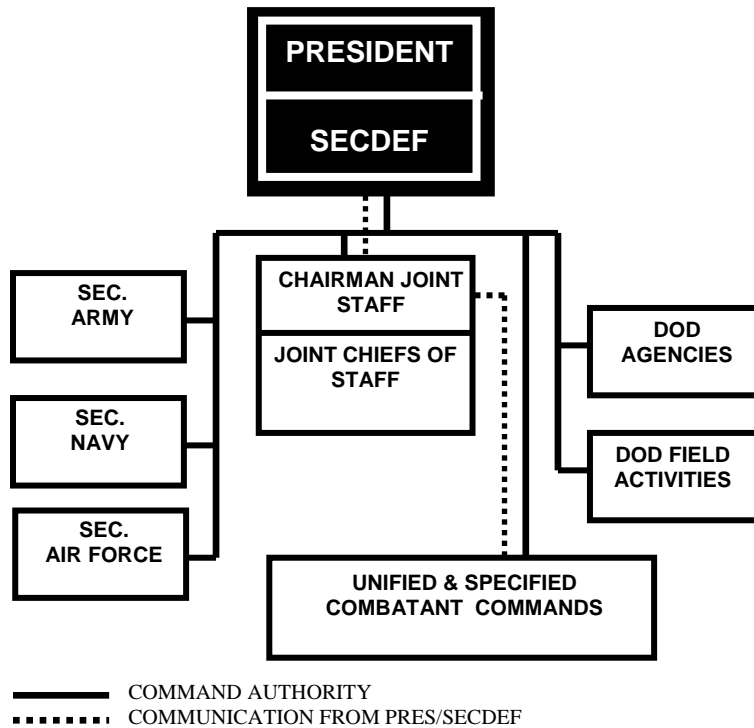 PRESIDENT
SECDEF
CHAIRMAN JOINT
STAFF
JOINT CHIEFS OF
STAFF
SEC.
ARMY
SEC.
NAVY
SEC.
AIR FORCE
DOD
AGENCIES
DOD FIELD
ACTIVITIES
UNIFIED & SPECIFIED
COMBATANT COMMANDS
COMMAND AUTHORITY
COMMUNICATION FROM PRES/SECDEF